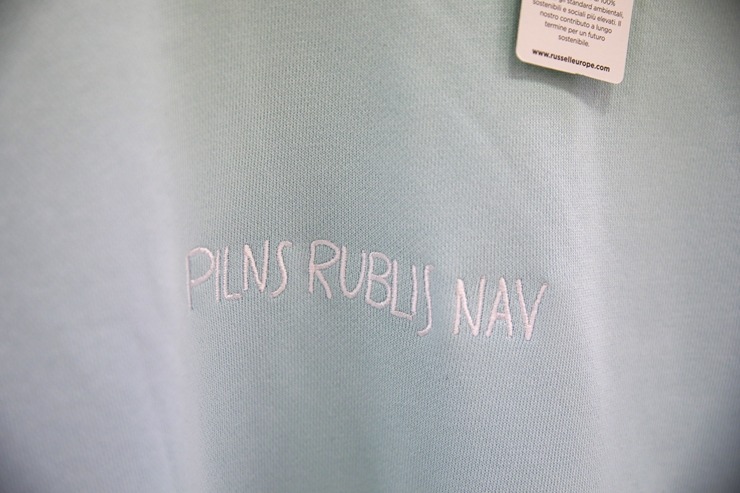 100%
standard ambientali,
sostenibili e sociali più elevati. Il
nostro contributo a lungo
termine per un futuro
sostenibile.
www.russelleurope.com
PILNS RUBLIS NAV